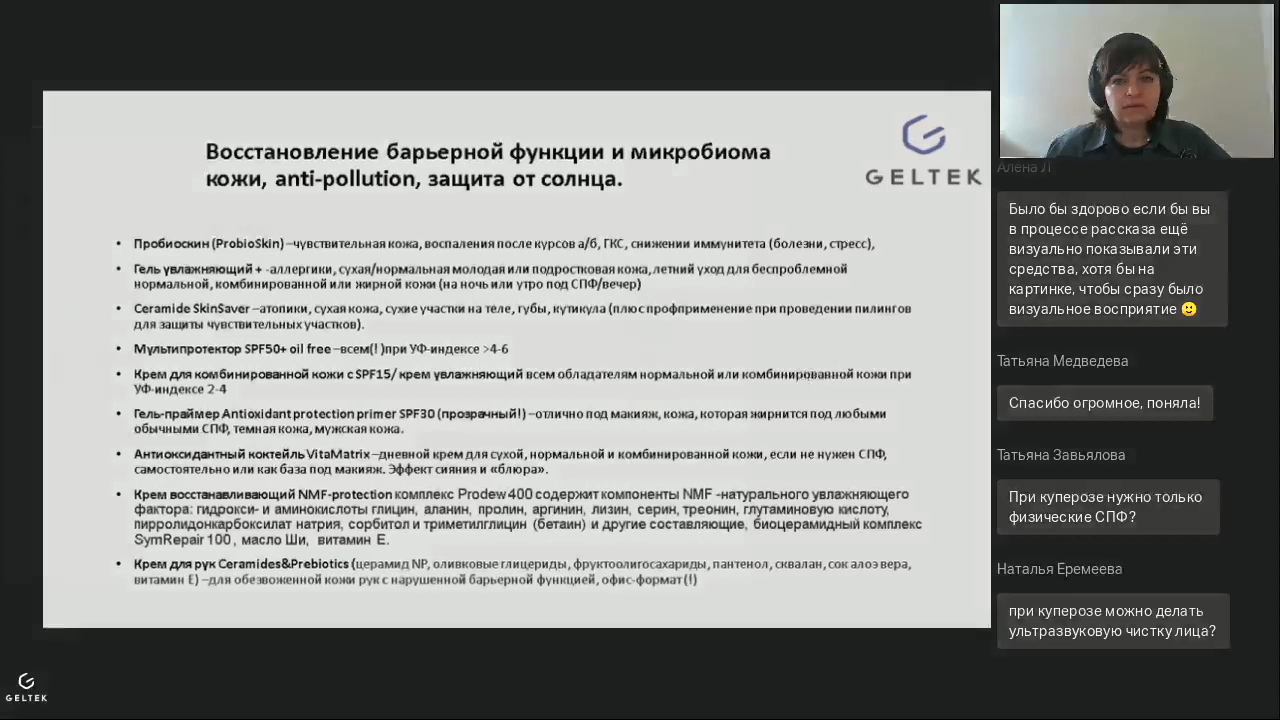 Восстановление барьерной функции и микробиома
кожи, anti-pollution, защита от солнца.
GELTEK
• Пробиоскин (ProbioSkin) –чувствительная кожа, воспаления после курсов а/б, ГКС, снижении иммунитета (болезни, стресс),
• Гель увлажняющий + -аллергики, сухая/нормальная молодая или подростковая кожа, летний уход для беспроблемной
нормальной, комбинированной или жирной кожи (на ночь или утро под СПФ/вечер)
• Ceramide SkinSaver –атопики, сухая кожа, сухие участки на теле, губы, кутикула (плюс профприменение при проведении пилингов
для защиты чувствительных участков).
• Мультипротектор SPF50+ oil free –всем(! )при УФ-индексе >4-6
• Крем для комбинированной кожи с SPF15/ крем увлажняющий всем обладателям нормальной или комбинированной кожи при
УФ-индексе 2-4
• Гель-праймер Antioxidant protection primer SPF30 (прозрачный!) –отлично под макияж, кожа, которая жирнится под любыми
обычными СПФ, темная кожа, мужская кожа.
• Антиоксидантный коктейль VitaMatrix –дневной крем для сухой, нормальной и комбинированной кожи, если не нужен СПФ,
самостоятельно или как база под макияж. Эффект сияния и «блюра».
• Крем восстанавливающий NMF-protection комплекс Prodew 400 содержит компоненты NMF -натурального увлажняющего
фактора: гидрокси- и аминокислоты глицин, аланин, пролин, аргинин, лизин, серин, треонин, глутаминовую кислоту,
пирролидонкарбоксилат натрия, сорбитол и триметилглицин (бетаин) и другие составляющие, биоцерамидный комплекс
SymRepair 100 , масло Ши, витамин Е.
• Крем для рук Ceramides&Prebiotics (церамид NP, оливковые глицериды, фруктоолигосахариды, пантенол, сквалан, сок алоэ вера,
витамин Е) –для обезвоженной кожи рук с нарушенной барьерной функцией, офис-формат(!)
GELTEK
Алена Л
Было бы здорово если бы вы
в процессе рассказа ещё
визуально показывали эти
средства, хотя бы на
картинке, чтобы сразу было
визуальное восприятие 🙂
Татьяна Медведева
Спасибо огромное, поняла!
Татьяна Завьялова
При куперозе нужно только
физические СПФ?
Наталья Еремеева
при куперозе можно делать
ультразвуковую чистку лица?